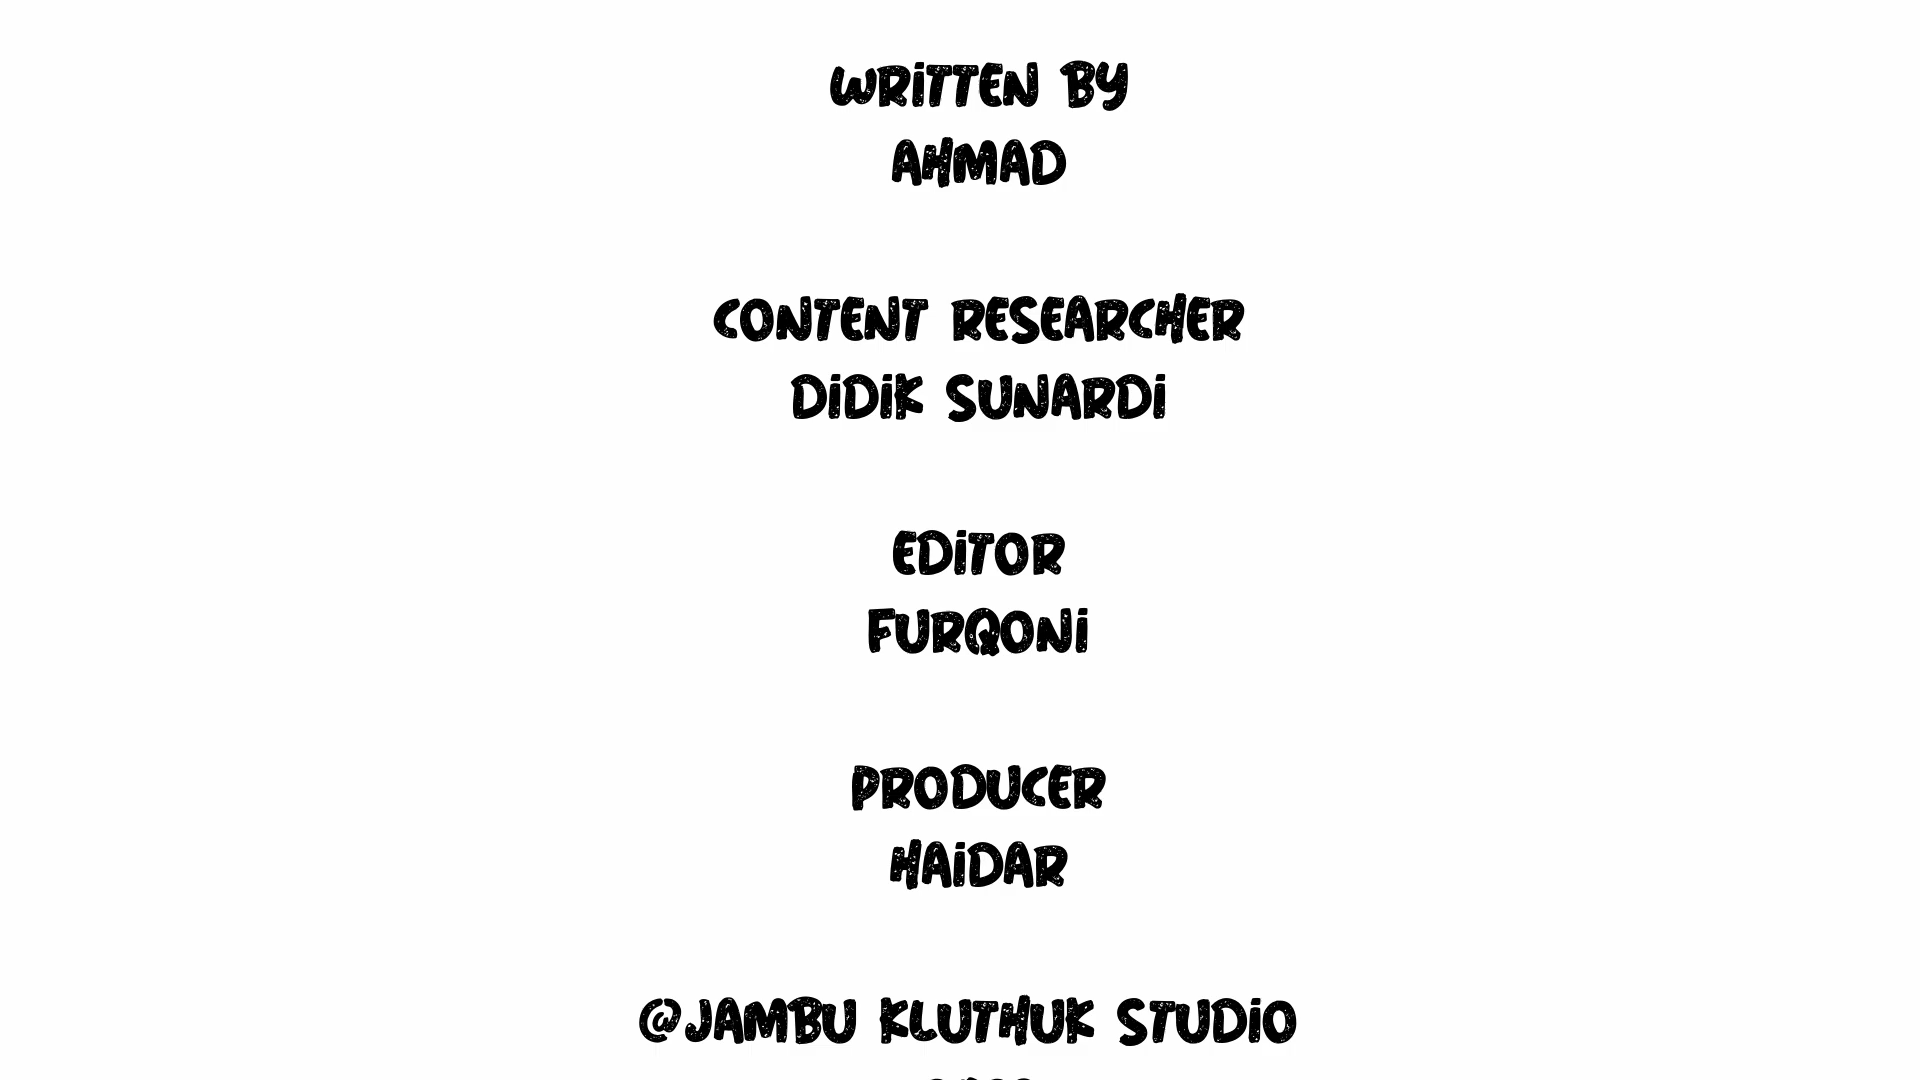 WRITTEN BY
AHMAD
CONTENT RESEARCHER
DIDIK SUNARDI
EDITOR
FURQONI
PRODUCER
HAIDAR
@JAMBU KLUTHUK STUDIO